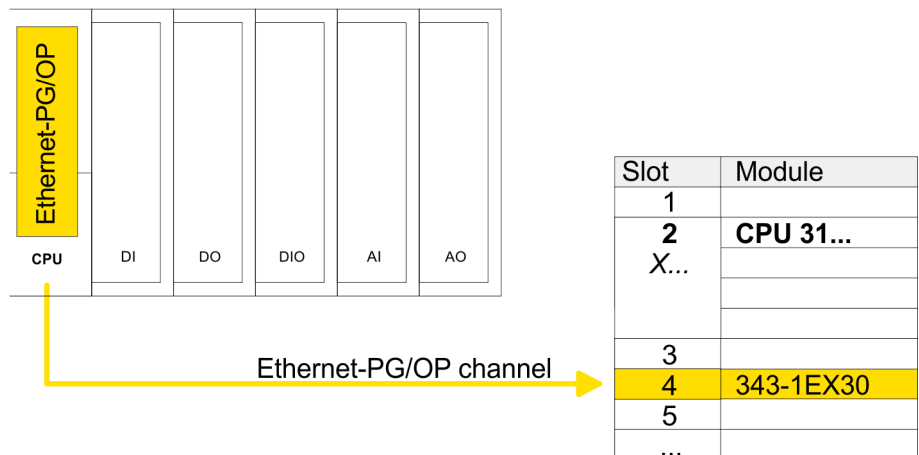 Ethernet-PG/OP
CPU
DI
DO
DIO
AI
AO
Ethernet-PG/OP channel
Slot Module
1
2 CPU 31...
X...
3
4 343-1EX30
5
...